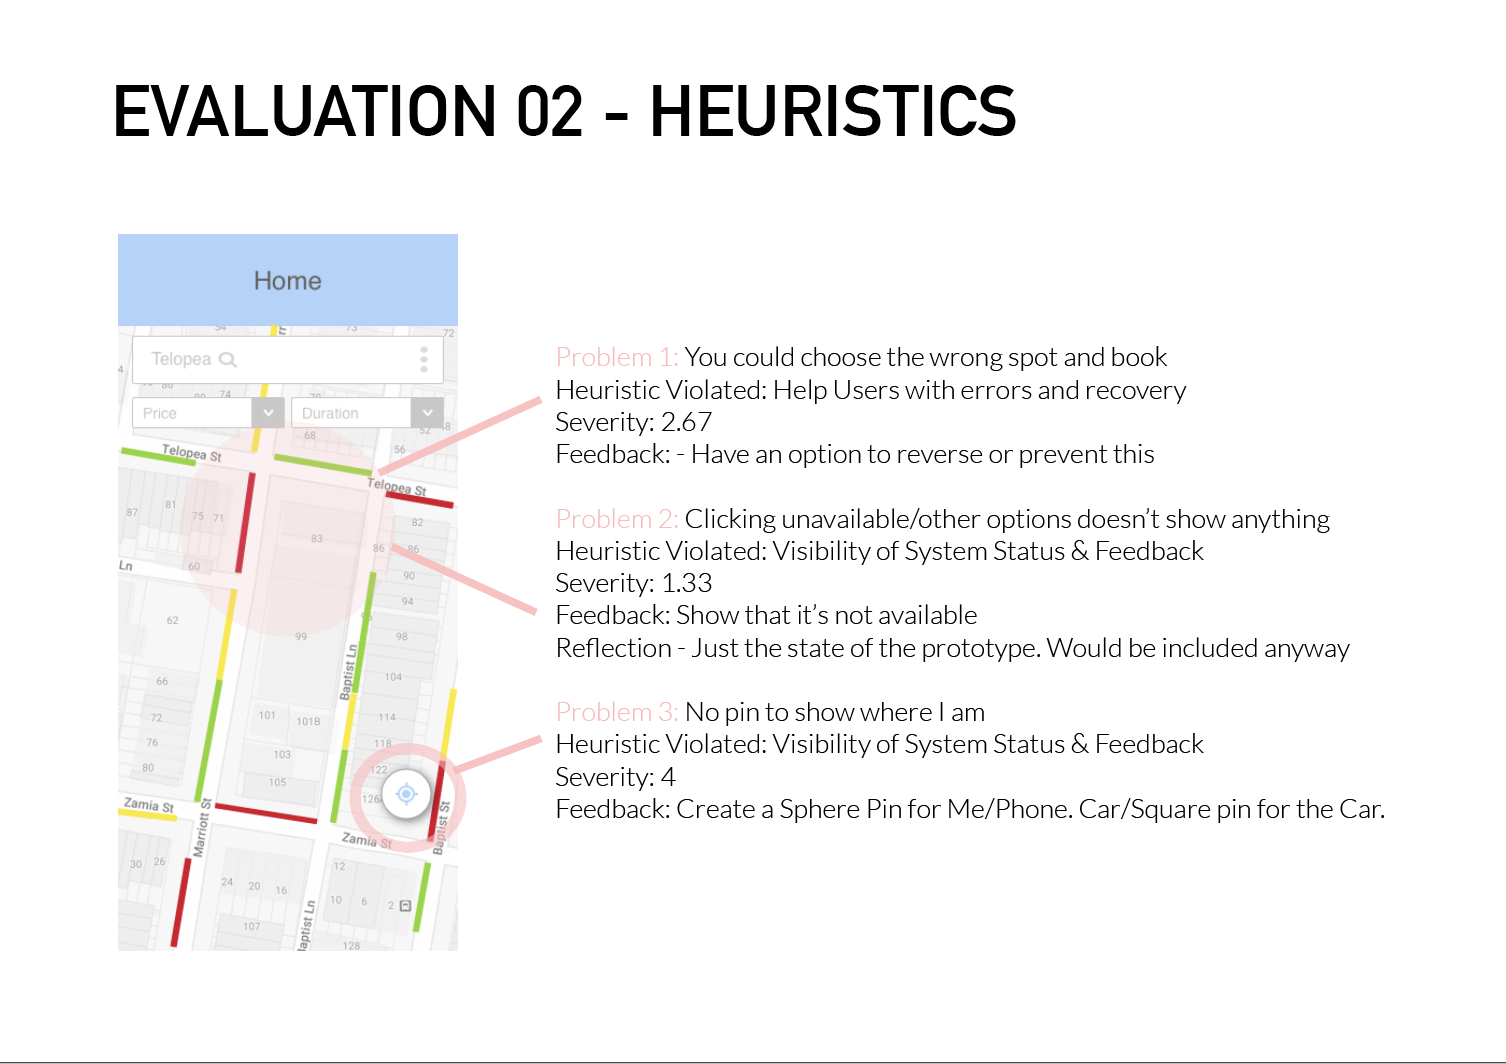 EVALUATION 02 - HEURISTICS
Home
54
73
72
Telopea
Price
Duration
68
56
Telopea St
Telopea St
87
81
75
71
82
83
86
86
Ln
60
90
94
62
99
98
Baptist Ln
66
104
72
101
101B
114
76
103
118
80
105
122
126
Zamia St
Marriott St
Zamia St
Baptist St
30
26
12
24
20
16
10
6
2
107
Baptist Ln
128
Problem 1: You could choose the wrong spot and book
Heuristic Violated: Help Users with errors and recovery
Severity: 2.67
Feedback: - Have an option to reverse or prevent this
Problem 2: Clicking unavailable/other options doesn't show anything
Heuristic Violated: Visibility of System Status & Feedback
Severity: 1.33
Feedback: Show that it's not available
Reflection - Just the state of the prototype. Would be included anyway
Problem 3: No pin to show where I am
Heuristic Violated: Visibility of System Status & Feedback
Severity: 4
Feedback: Create a Sphere Pin for Me/Phone. Car/Square pin for the Car.